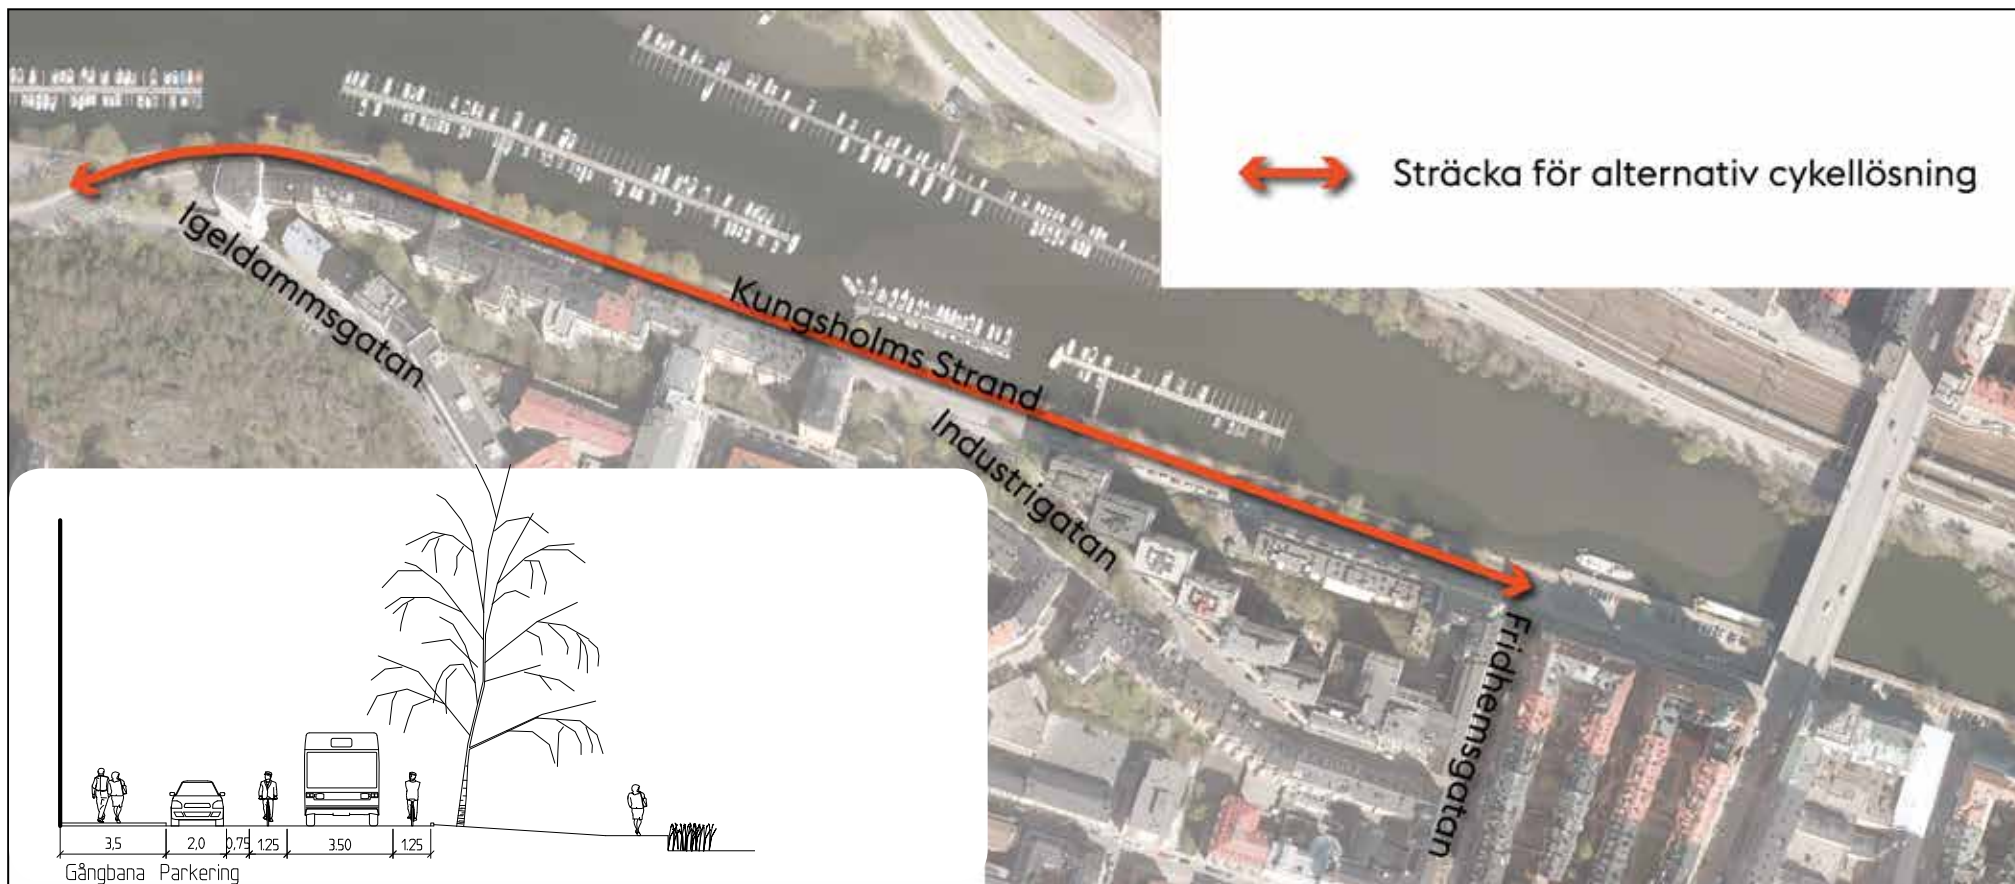 Sträcka för alternativ cykellösning
Igeldammsgatan
Kungsholms Strand
Industrigatan
Fridhemsgatan
3,5 2,0 0,75 1.25 3.50 1.25
Gångbana Parkering